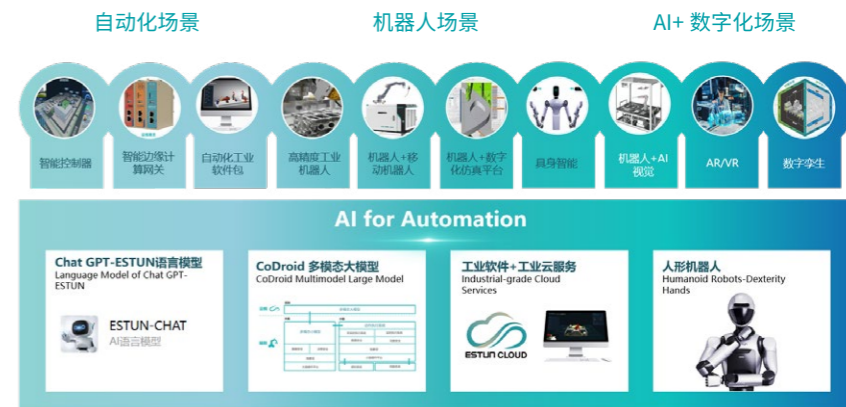 自动化场景
机器人场景
AI+ 数字化场景
智能控制器
智能边缘计
算网关
自动化工业
软件包
高精度工业
机器人
机器人+移
动机器人
机器人+数字
化仿真平台
具身智能
机器人+AI
视觉
AR/VR
数字孪生
AI for Automation
Chat GPT-ESTUN语言模型
Language Model of Chat GPT-
ESTUN
ESTUN-CHAT
AI语言模型
CoDroid 多模态大模型
CoDroid Multimodel Large Model
工业软件+工业云服务
Industrial-grade Cloud
Services
ESTUN CLOUD
人形机器人
Humanoid Robots-Dexterity
Hands